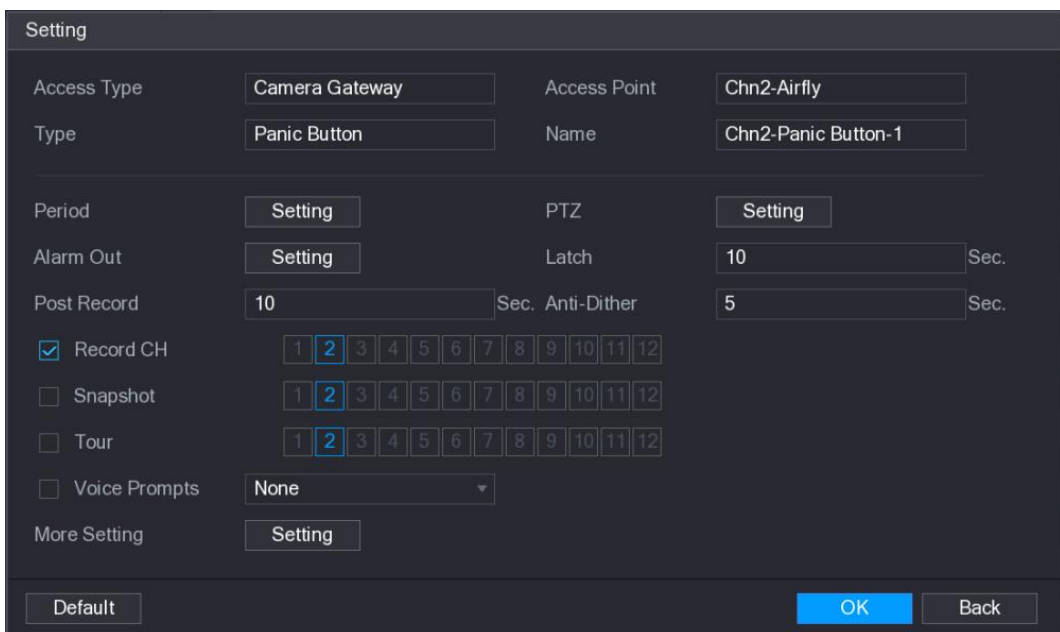 Setting
Access Type Camera Gateway Access Point Chn2-Airfly
Type Panic Button Name Chn2-Panic Button-1
Period Setting PTZ Setting
Alarm Out Setting Latch 10 Sec.
Post Record 10 Sec. Anti-Dither 5 Sec.
Record CH 1 2 3 4 5 6 7 8 9 10 11 12
Snapshot 1 2 3 4 5 6 7 8 9 10 11 12
Tour 1 2 3 4 5 6 7 8 9 10 11 12
Voice Prompts None
More Setting Setting
Default OK Back